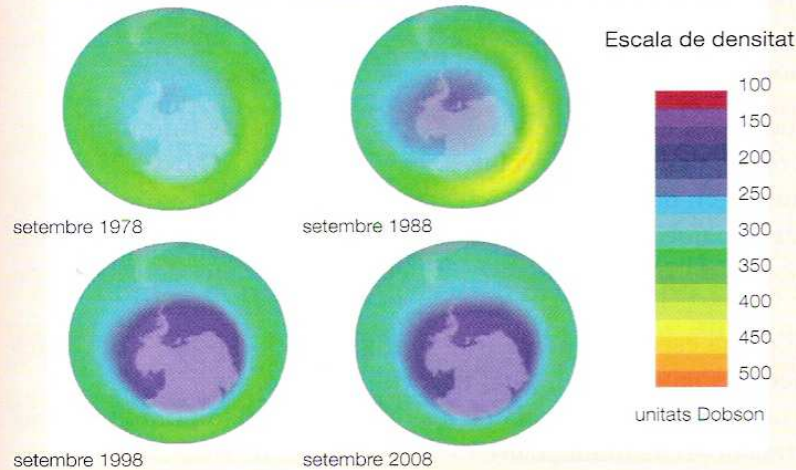 Escala de densitat
100
150
200
250
300
350
400
450
500
unitats Dobson
setembre 1978
setembre 1988
setembre 1998
setembre 2008